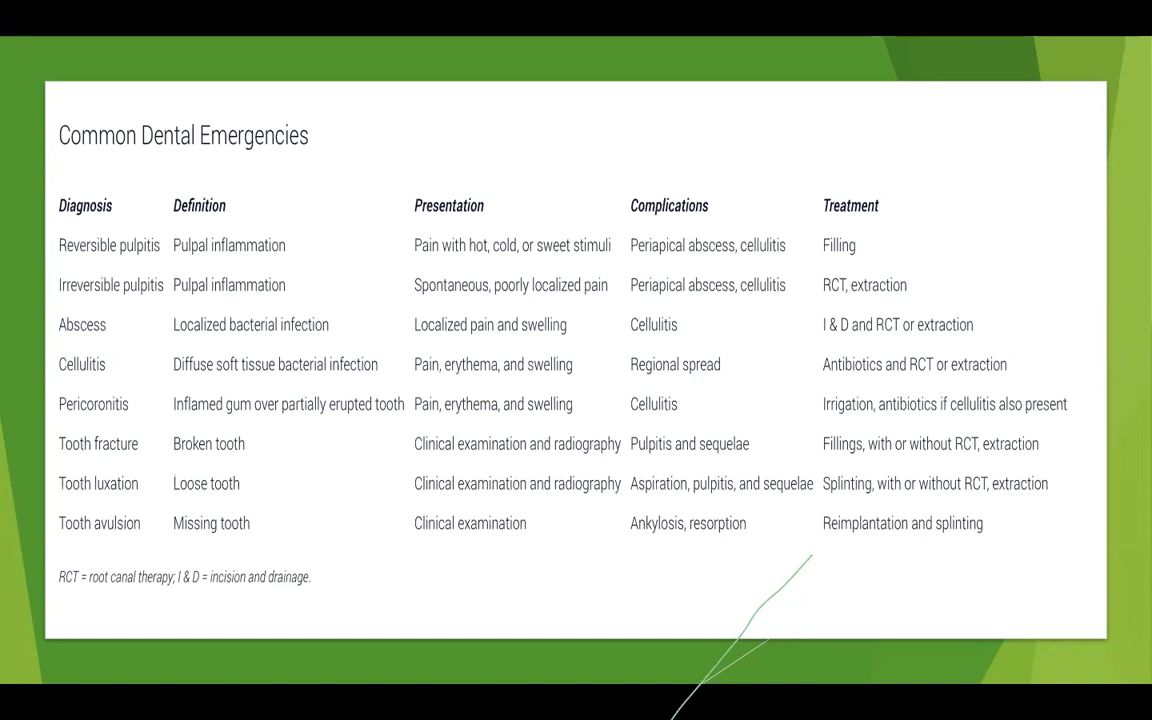 Common Dental Emergencies
Diagnosis Definition Presentation Complications Treatment
Reversible pulpitis Pulpal inflammation Pain with hot, cold, or sweet stimuli Periapical abscess, cellulitis Filling
Irreversible pulpitis Pulpal inflammation Spontaneous, poorly localized pain Periapical abscess, cellulitis RCT, extraction
Abscess Localized bacterial infection Localized pain and swelling Cellulitis I & D and RCT or extraction
Cellulitis Diffuse soft tissue bacterial infection Pain, erythema, and swelling Regional spread Antibiotics and RCT or extraction
Pericoronitis Inflamed gum over partially erupted tooth Pain, erythema, and swelling Cellulitis Irrigation, antibiotics if cellulitis also present
Tooth fracture Broken tooth Clinical examination and radiography Pulpitis and sequelae Fillings, with or without RCT, extraction
Tooth luxation Loose tooth Clinical examination and radiography Aspiration, pulpitis, and sequelae Splinting, with or without RCT, extraction
Tooth avulsion Missing tooth Clinical examination Ankylosis, resorption Reimplantation and splinting
RCT = root canal therapy; I & D = incision and drainage.